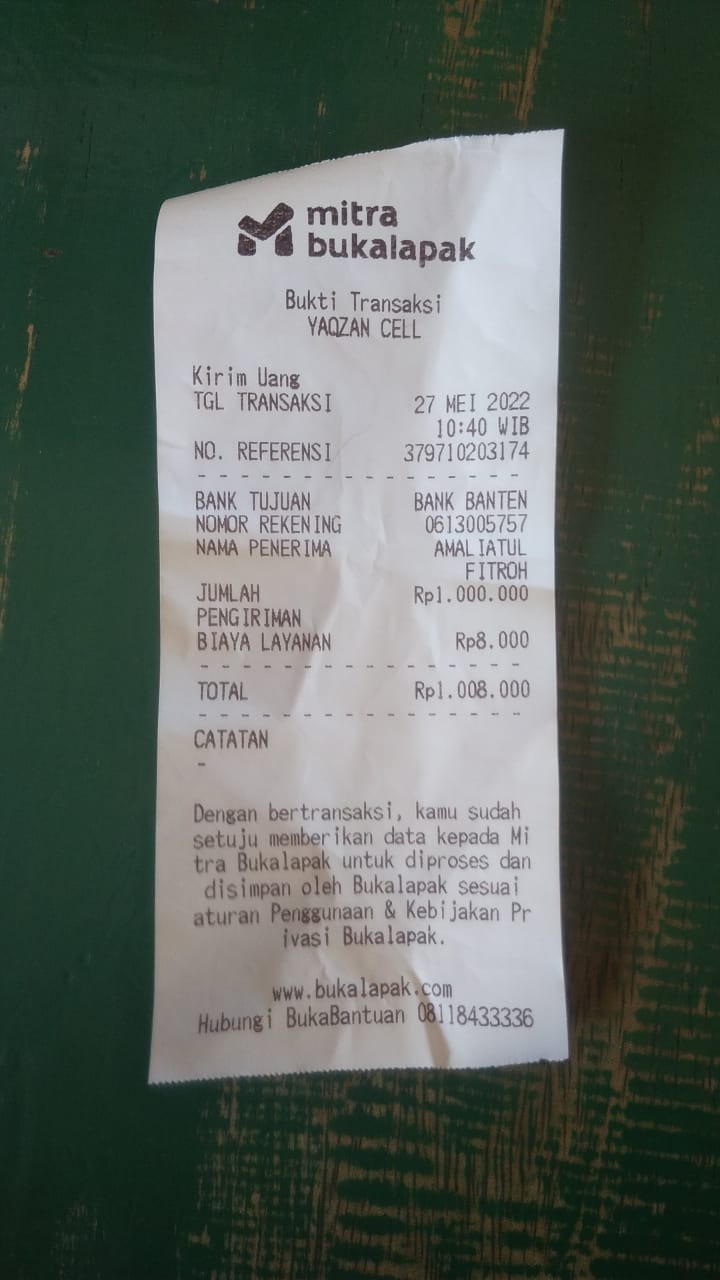 mitra
bukalapak
Bukti Transaksi
YAQZAN CELL
Kirim Uang
TGL TRANSAKSI 27 MEI 2022
10:40 WIB
NO. REFERENSI 379710203174
- - - - - - - - - - - - - - - -
BANK TUJUAN BANK BANTEN
NOMOR REKENING 0613005757
NAMA PENERIMA AMALIATUL
FITROH
JUMLAH Rp1.000.000
PENGIRIMAN
BIAYA LAYANAN Rp8.000
- - - - - - - - - - - - - - - -
TOTAL Rp1.008.000
- - - - - - - - - - - - - - - -
CATATAN
-
Dengan bertransaksi, kamu sudah
setuju memberikan data kepada Mi
tra Bukalapak untuk diproses dan
disimpan oleh Bukalapak sesuai
aturan Penggunaan & Kebijakan Pr
ivasi Bukalapak.
www.bukalapak.com
Hubungi BukaBantuan 08118433336